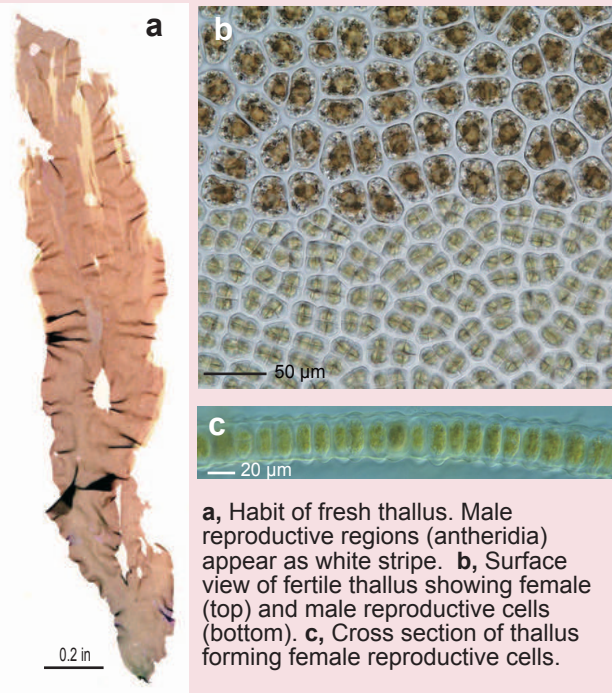 a
b
50 µm
c
20 µm
0.2 in
a, Habit of fresh thallus. Male
reproductive regions (antheridia)
appear as white stripe. b, Surface
view of fertile thallus showing female
(top) and male reproductive cells
(bottom). c, Cross section of thallus
forming female reproductive cells.